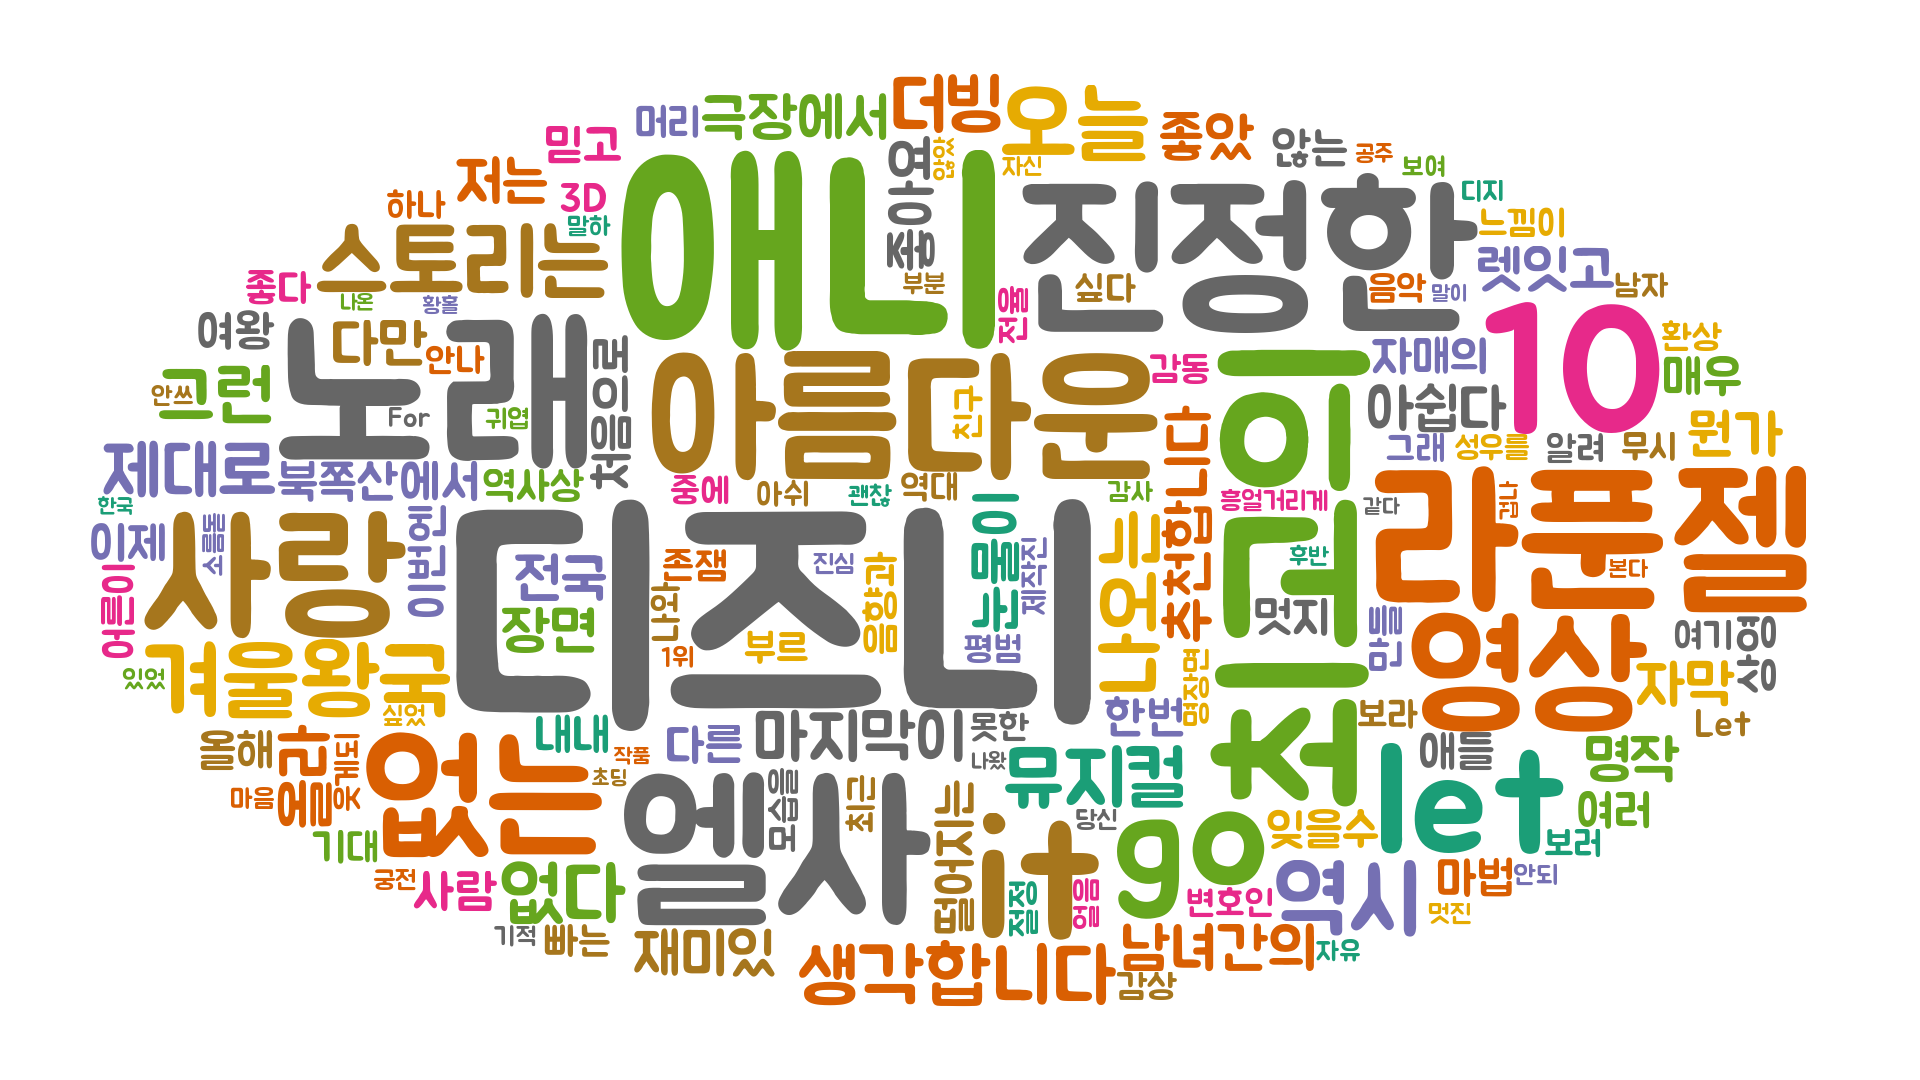 더빙
오늘
극장에서
머리
좋았
믿고
않는
않았
공주
자신
보여
저는
애니
좋아요
진정한
3D
디지
하나
말하
느낌이
스토리는
렛잇고
좋다
부분
싶다
음악
말이
남자
나온
황홀
전율
10
여왕
다만
노래
환상
안나
처음으로
아름다운
감동
최고의
자매의
매우
그런
안쓰
For
귀엽
친구
아쉽다
추천합니다
뭔가
그래
성우를
알려
무시
제대로
북쪽산에서
역사상
중에
아쉬
괜찮
역대
감사
흥얼거리게
같다
겁나
라푼젤
한국
이제
소름돋
사랑
이번엔
디즈니
눈물이
제작진
나오는
더
후반
본다
전국
존잼
진심
음향과
어른이
장면
나와
멋지
만들
영상
여기
상영
부르
평범
1위
겨울왕국
있었
명장면
자막
싶었
한번
보라
Let
내내
다른
마지막이
못한
올해
없는
작품
나왔
뮤지컬
let
애들
명작
초딩
마음
엘사
모습을
최근
떨어지는
당신
it
go
잊을수
여러
기대
보러
궁전
사람
없다
절정
얼음
변호인
역시
마법
안되
멋진
기적
빠는
재미있
생각합니다
남녀간의
자유
감상